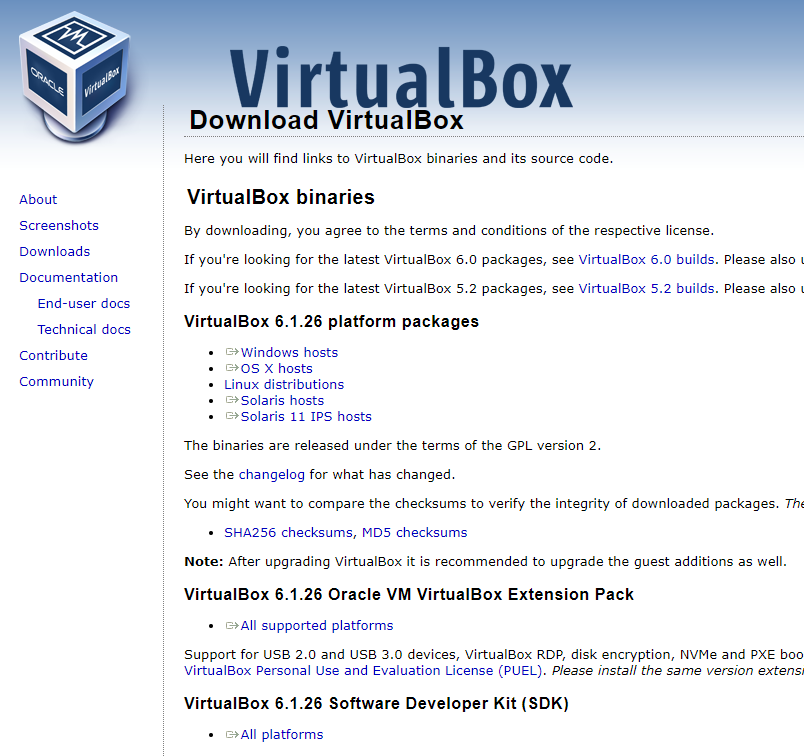 ORACLE
VirtualBox
VirtualBox
Download VirtualBox
Here you will find links to VirtualBox binaries and its source code.
About
Screenshots
Downloads
Documentation
End-user docs
Technical docs
Contribute
Community
VirtualBox binaries
By downloading, you agree to the terms and conditions of the respective license.
If you're looking for the latest VirtualBox 6.0 packages, see VirtualBox 6.0 builds. Please also
If you're looking for the latest VirtualBox 5.2 packages, see VirtualBox 5.2 builds. Please also
VirtualBox 6.1.26 platform packages
Windows hosts
OS X hosts
Linux distributions
Solaris hosts
Solaris 11 IPS hosts
The binaries are released under the terms of the GPL version 2.
See the changelog for what has changed.
You might want to compare the checksums to verify the integrity of downloaded packages. The
SHA256 checksums, MD5 checksums
Note: After upgrading VirtualBox it is recommended to upgrade the guest additions as well.
VirtualBox 6.1.26 Oracle VM VirtualBox Extension Pack
All supported platforms
Support for USB 2.0 and USB 3.0 devices, VirtualBox RDP, disk encryption, NVMe and PXE boo
VirtualBox Personal Use and Evaluation License (PUEL). Please install the same version extens
VirtualBox 6.1.26 Software Developer Kit (SDK)
All platforms